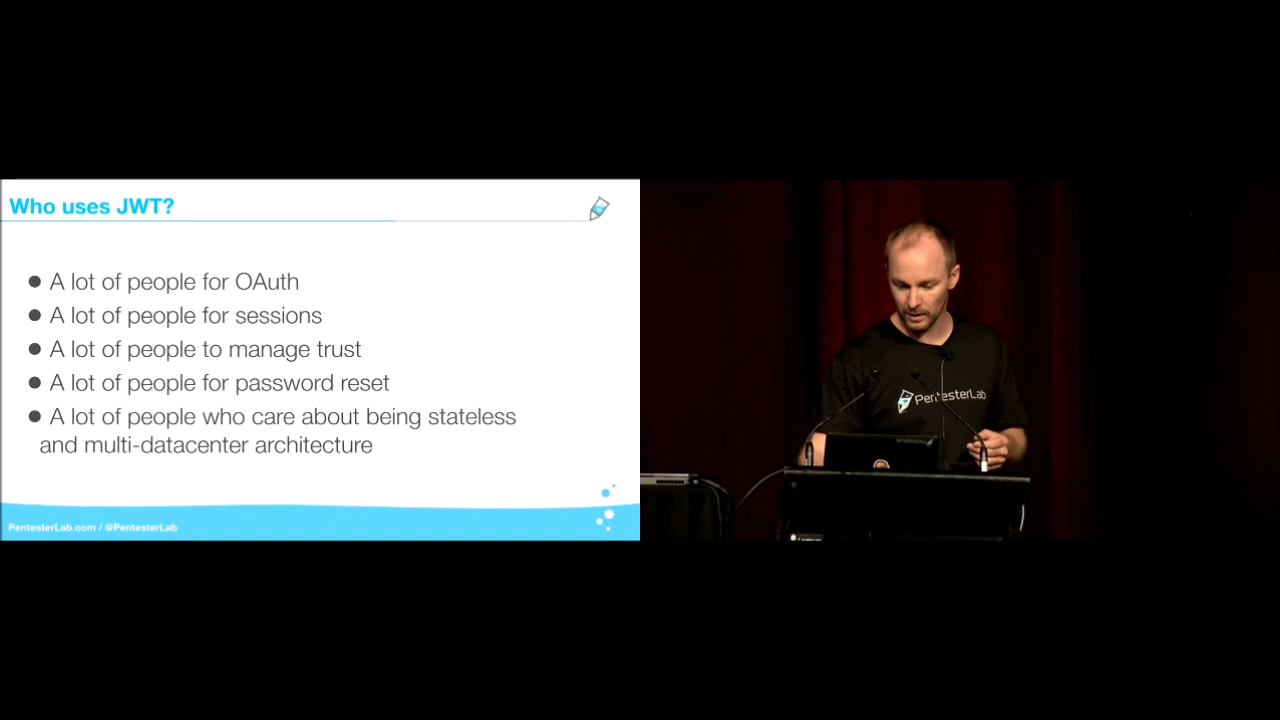 Who uses JWT?
● A lot of people for OAuth
● A lot of people for sessions
● A lot of people to manage trust
● A lot of people for password reset
● A lot of people who care about being stateless
and multi-datacenter architecture
PentesterLab.com / @PentesterLab
PentesterLab